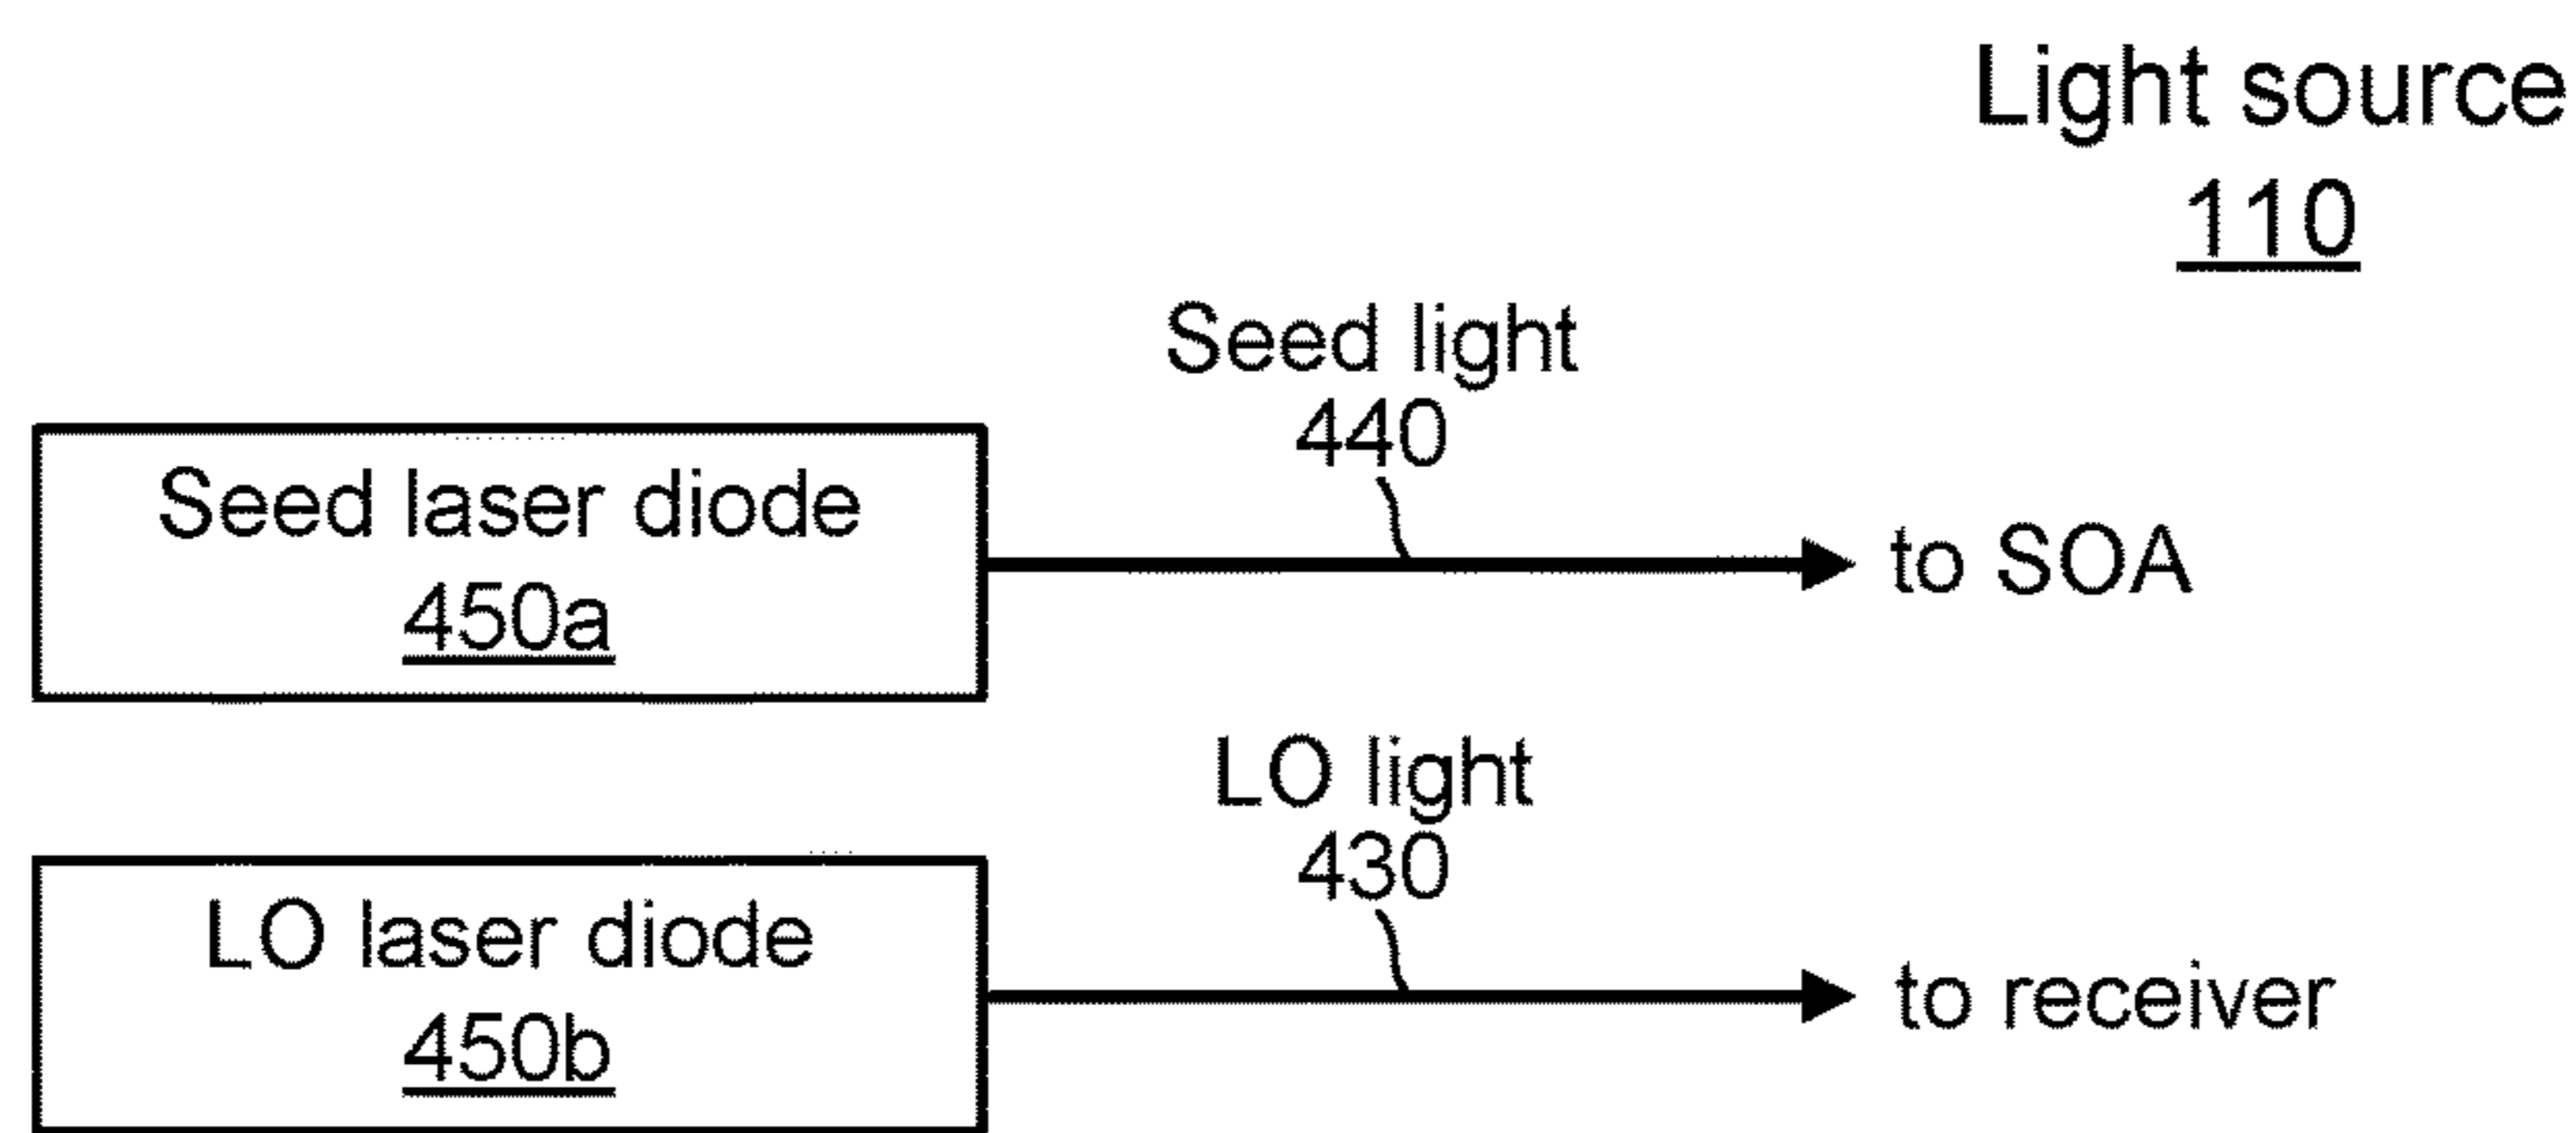 Light source
110
Seed light
440
Seed laser diode
450a
to SOA
LO light
430
LO laser diode
450b
to receiver